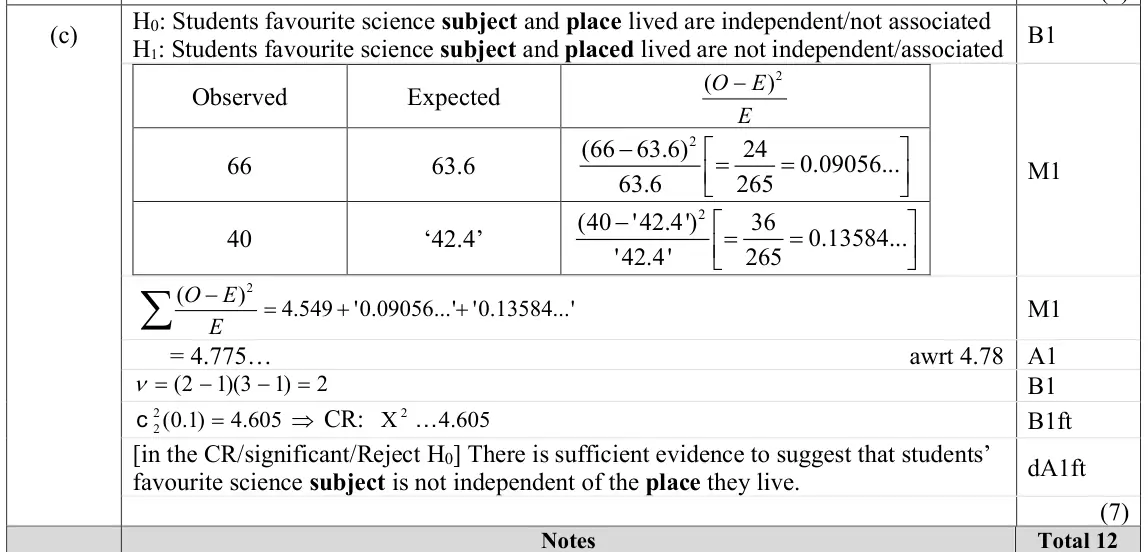 (c)
H₀: Students favourite science subject and place lived are independent/not associated
H₁: Students favourite science subject and placed lived are not independent/associated
B1
Observed Expected (O − E)²/E
66 63.6 (66 − 63.6)²/63.6 [= 24/265 = 0.09056...]
M1
40 ‘42.4’ (40 − '42.4')²/'42.4' [= 36/265 = 0.13584...]
∑ (O − E)²/E = 4.549 + '0.09056...'+ '0.13584...' M1
= 4.775… awrt 4.78 A1
ν = (2 − 1)(3 − 1) = 2 B1
c²₂(0.1) = 4.605 ⇒ CR: X² …4.605 B1ft
[in the CR/significant/Reject H₀] There is sufficient evidence to suggest that students’
favourite science subject is not independent of the place they live.
dA1ft
(7)
Notes Total 12